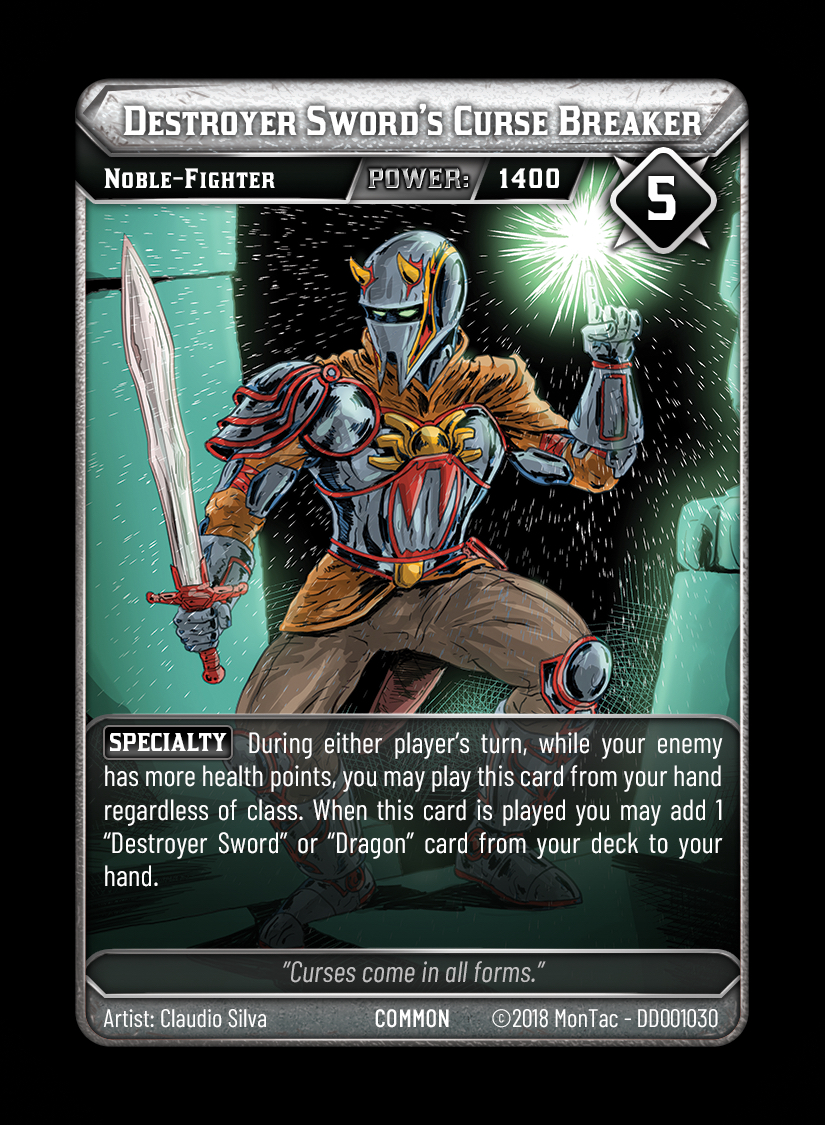 Destroyer Sword's Curse Breaker
Noble-Fighter POWER: 1400
5
SPECIALTY During either player's turn, while your enemy
has more health points, you may play this card from your hand
regardless of class. When this card is played you may add 1
“Destroyer Sword” or “Dragon” card from your deck to your
hand.
"Curses come in all forms."
Artist: Claudio Silva COMMON ©2018 MonTac - DD001030